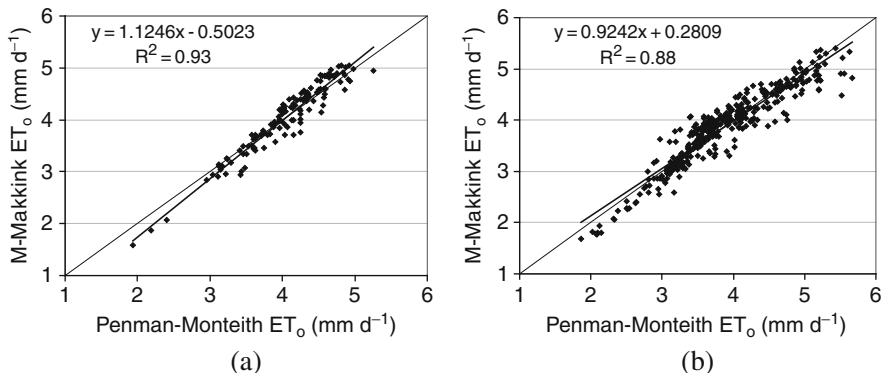 y = 1.1246x - 0.5023
R² = 0.93
6
5
4
3
2
1
M-Makkink ETₒ (mm d⁻¹)
1 2 3 4 5 6
Penman-Monteith ETₒ (mm d⁻¹)
(a)
y = 0.9242x + 0.2809
R² = 0.88
6
5
4
3
2
1
M-Makkink ETₒ (mm d⁻¹)
1 2 3 4 5 6
Penman-Monteith ETₒ (mm d⁻¹)
(b)